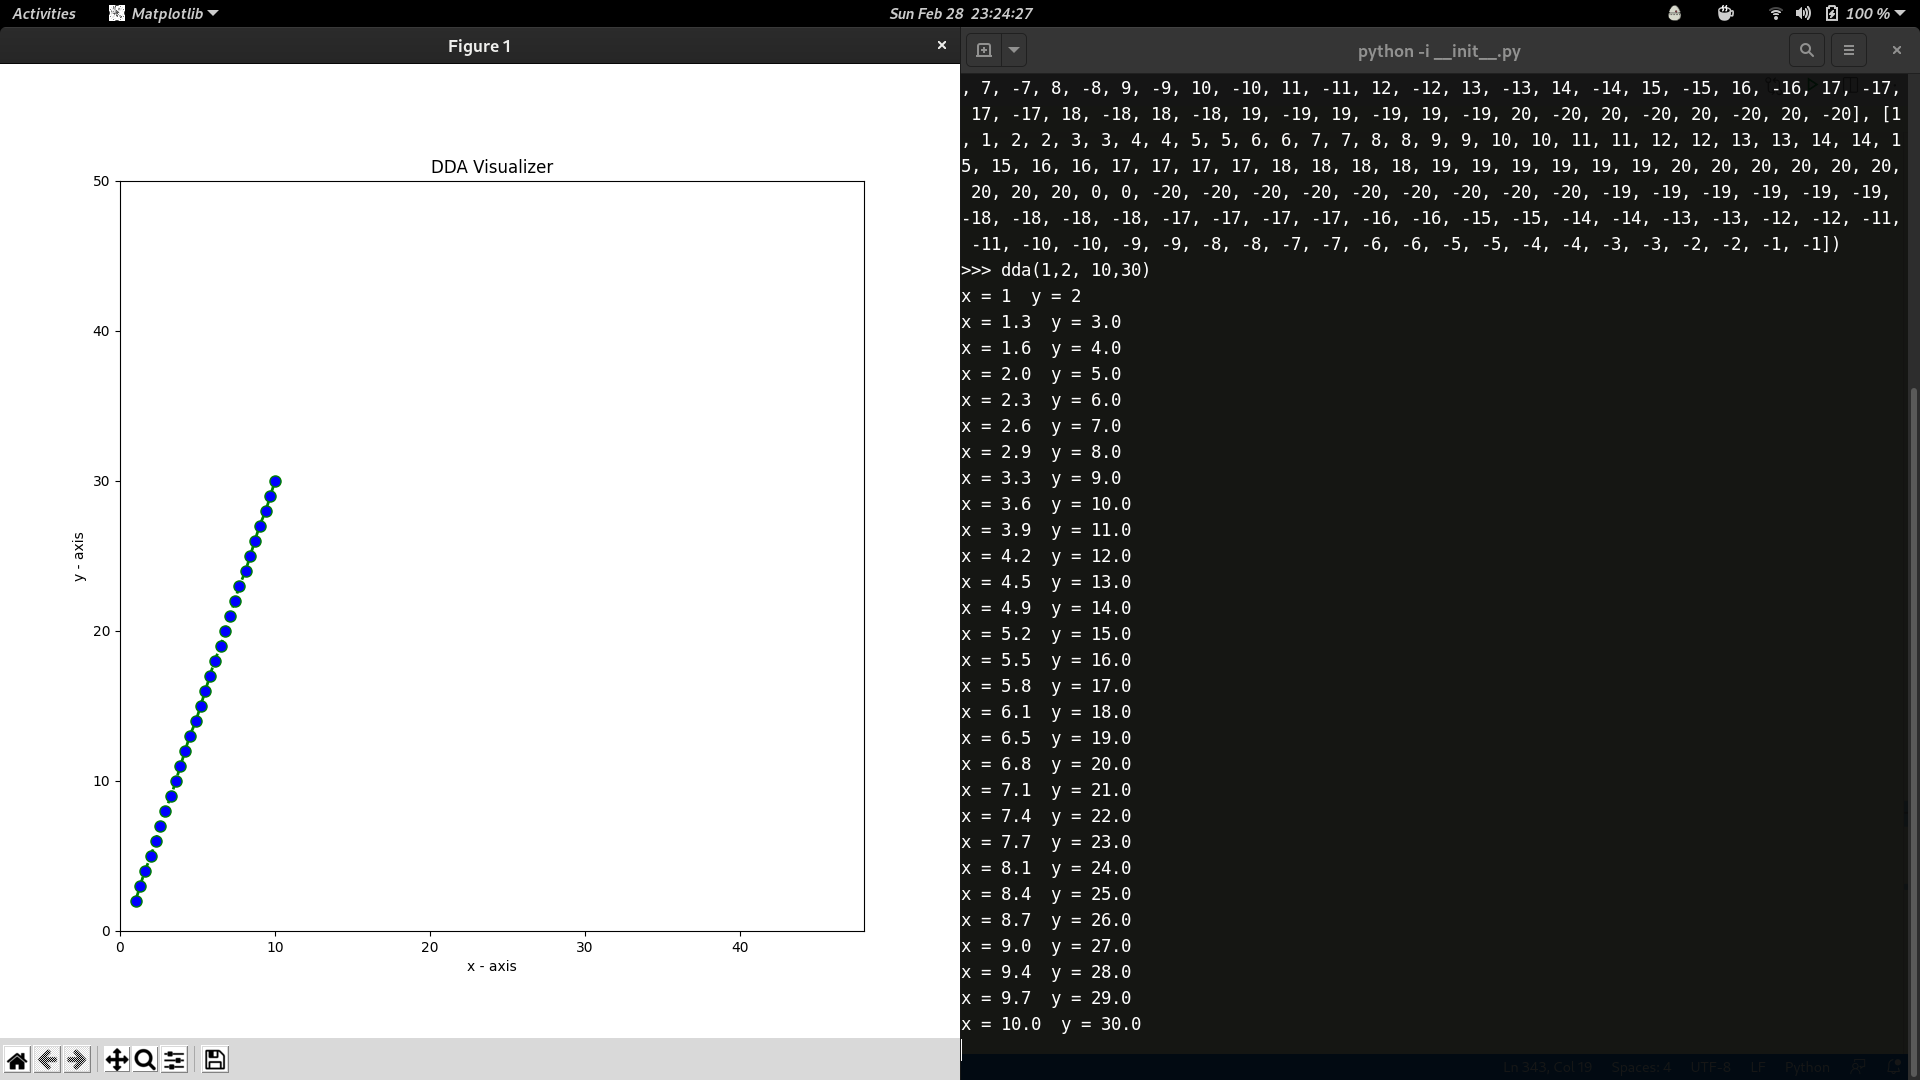 Activities Matplotlib Sun Feb 28 23:24:27 100 %
Figure 1
DDA Visualizer
50
40
30
20
10
0
y - axis
0 10 20 30 40
x - axis
python -i __init__.py
, 7, -7, 8, -8, 9, -9, 10, -10, 11, -11, 12, -12, 13, -13, 14, -14, 15, -15, 16, -16, 17, -17,
17, -17, 18, -18, 18, -18, 19, -19, 19, -19, 19, -19, 20, -20, 20, -20, 20, -20, 20, -20], [1
, 1, 2, 2, 3, 3, 4, 4, 5, 5, 6, 6, 7, 7, 8, 8, 9, 9, 10, 10, 11, 11, 12, 12, 13, 13, 14, 14, 1
5, 15, 16, 16, 17, 17, 17, 17, 18, 18, 18, 18, 19, 19, 19, 19, 19, 19, 20, 20, 20, 20, 20, 20,
20, 20, 20, 0, 0, -20, -20, -20, -20, -20, -20, -20, -20, -20, -19, -19, -19, -19, -19, -19,
-18, -18, -18, -18, -17, -17, -17, -17, -16, -16, -15, -15, -14, -14, -13, -13, -12, -12, -11,
-11, -10, -10, -9, -9, -8, -8, -7, -7, -6, -6, -5, -5, -4, -4, -3, -3, -2, -2, -1, -1])
>>> dda(1,2, 10,30)
x = 1 y = 2
x = 1.3 y = 3.0
x = 1.6 y = 4.0
x = 2.0 y = 5.0
x = 2.3 y = 6.0
x = 2.6 y = 7.0
x = 2.9 y = 8.0
x = 3.3 y = 9.0
x = 3.6 y = 10.0
x = 3.9 y = 11.0
x = 4.2 y = 12.0
x = 4.5 y = 13.0
x = 4.9 y = 14.0
x = 5.2 y = 15.0
x = 5.5 y = 16.0
x = 5.8 y = 17.0
x = 6.1 y = 18.0
x = 6.5 y = 19.0
x = 6.8 y = 20.0
x = 7.1 y = 21.0
x = 7.4 y = 22.0
x = 7.7 y = 23.0
x = 8.1 y = 24.0
x = 8.4 y = 25.0
x = 8.7 y = 26.0
x = 9.0 y = 27.0
x = 9.4 y = 28.0
x = 9.7 y = 29.0
x = 10.0 y = 30.0
Ln 343, Col 19 Spaces: 4 UTF-8 LF Python